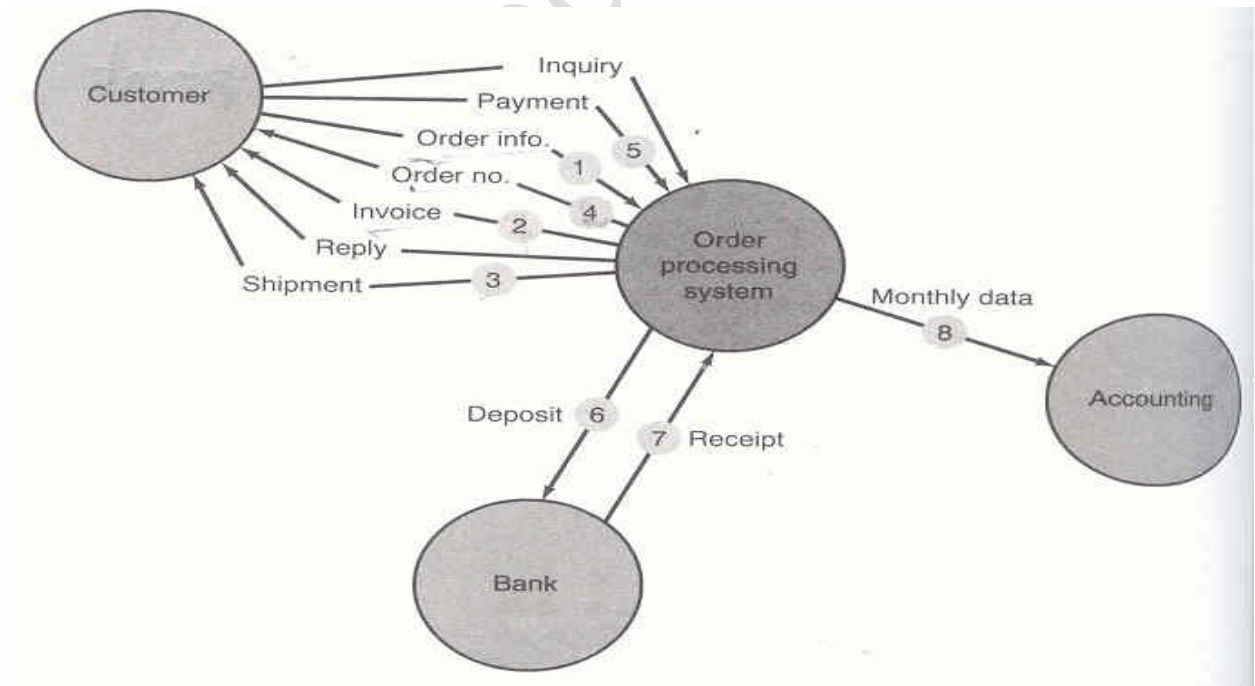 Inquiry
Customer
Payment
Order info.
5
1
Order no.
4
Invoice
2
Reply
Order
processing
system
Shipment
3
Monthly data
8
Accounting
Deposit
6
7
Receipt
Bank